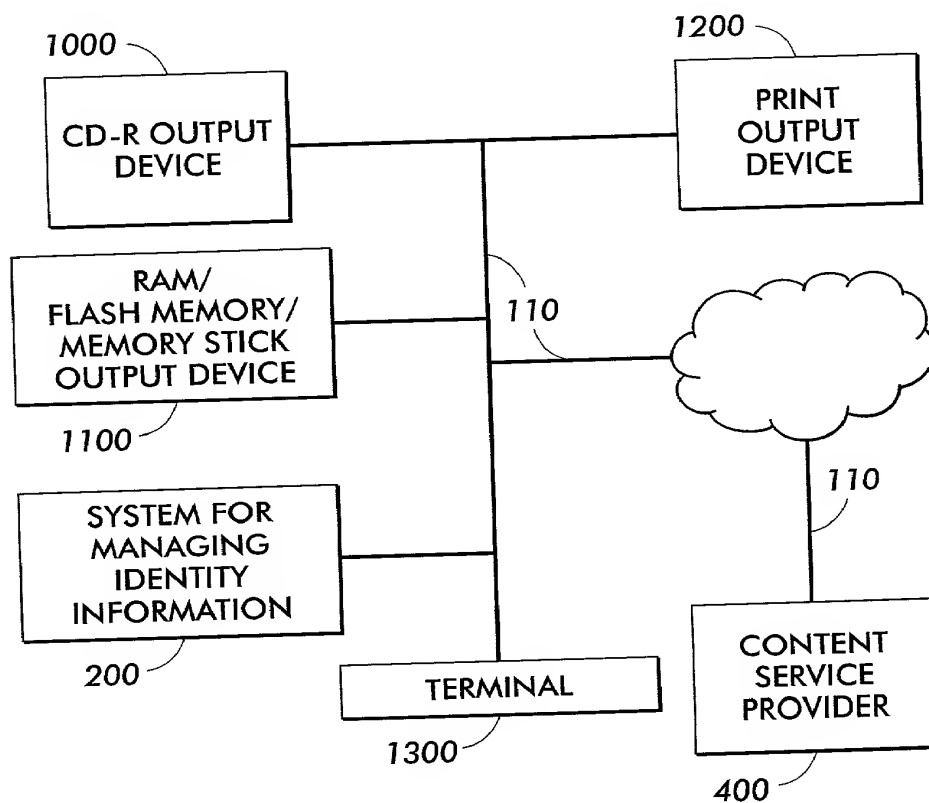 1000
CD-R OUTPUT
DEVICE
1200
PRINT
OUTPUT
DEVICE
RAM/
FLASH MEMORY/
MEMORY STICK
OUTPUT DEVICE
1100
110
SYSTEM FOR
MANAGING
IDENTITY
INFORMATION
200
TERMINAL
1300
110
CONTENT
SERVICE
PROVIDER
400